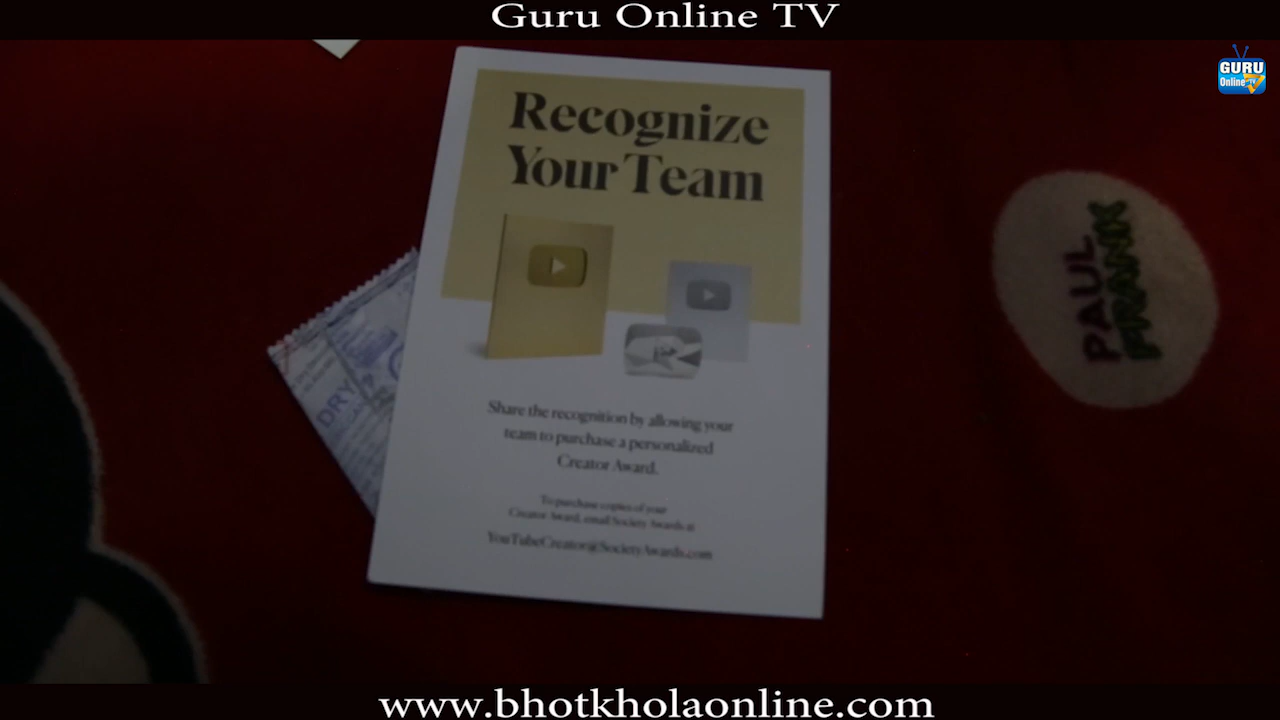 Guru Online TV
GURU
Online TV
Recognize
Your Team
Share the recognition by allowing your
team to purchase a personalized
Creator Award.
To purchase copies of your
Creator Award, email Society Awards at
YouTubeCreator@SocietyAwards.com
DRY
PAUL
FRANK
www.bhotkholaonline.com